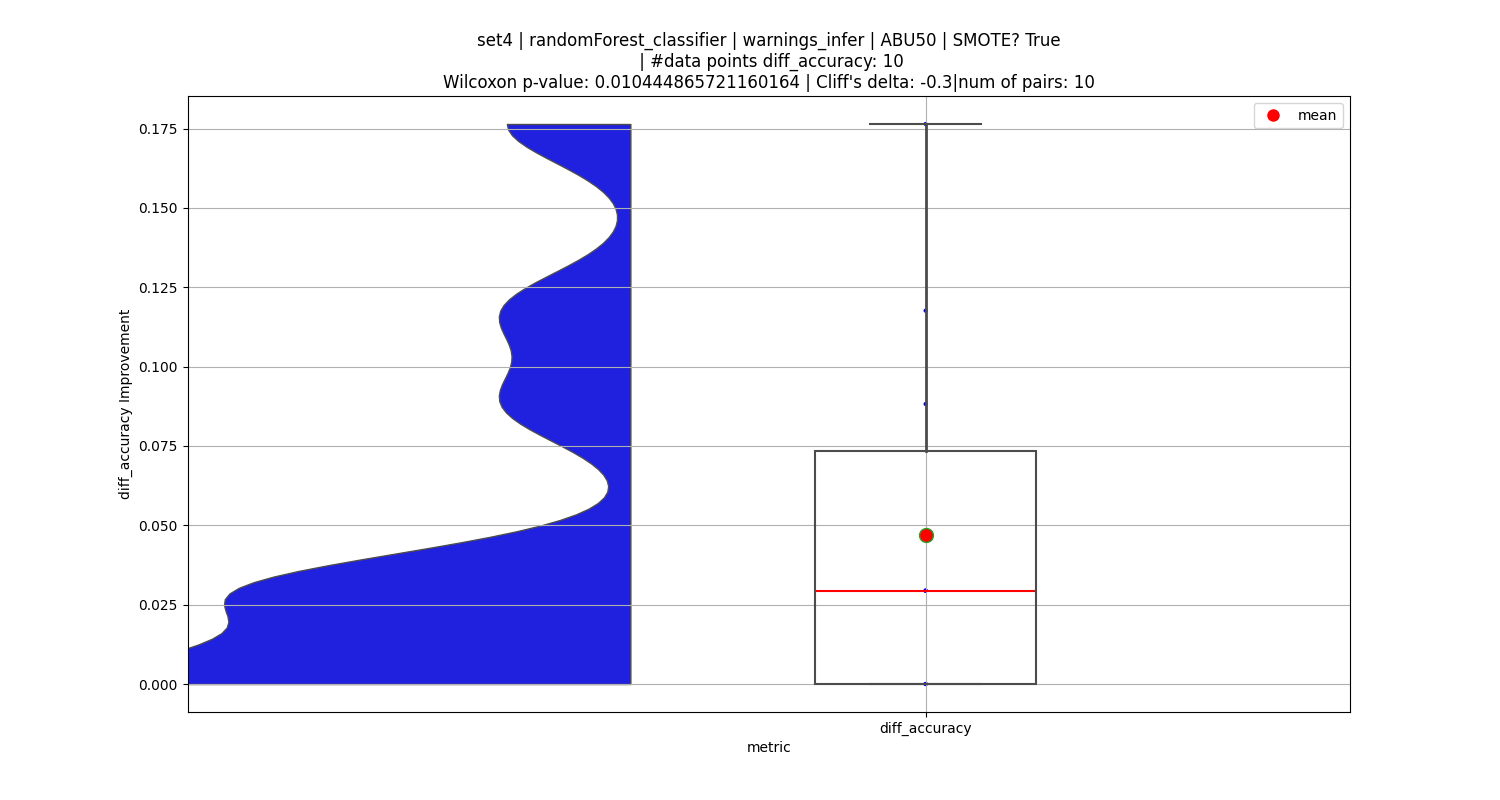 set4 | randomForest_classifier | warnings_infer | ABU50 | SMOTE? True
| #data points diff_accuracy: 10
Wilcoxon p-value: 0.010444865721160164 | Cliff's delta: -0.3|num of pairs: 10
mean
0.175
0.150
0.125
0.100
0.075
0.050
0.025
0.000
diff_accuracy Improvement
diff_accuracy
metric